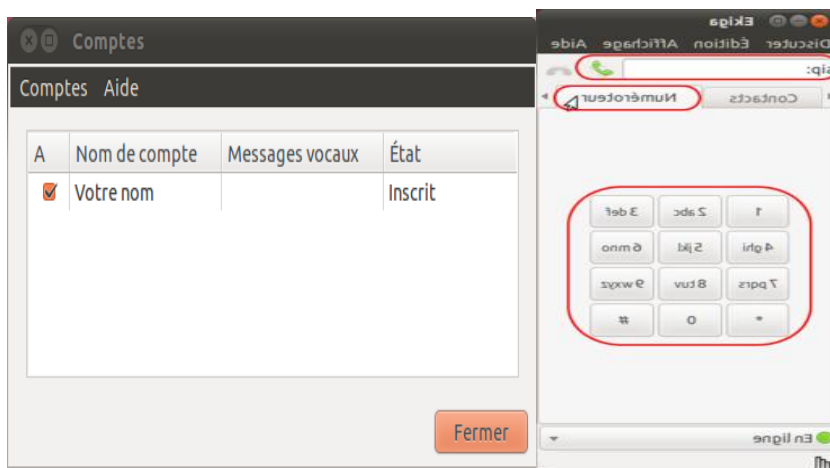 Comptes
Comptes Aide
A Nom de compte Messages vocaux État
Votre nom Inscrit
Fermer
Ekiga
Discuter Édition Affichage Aide
sip:
Contacts Numéroteur
1 2 abc 3 def
4 ghi 5 jkl 6 mno
7 pqrs 8 tuv 9 wxyz
* 0 #
En ligne